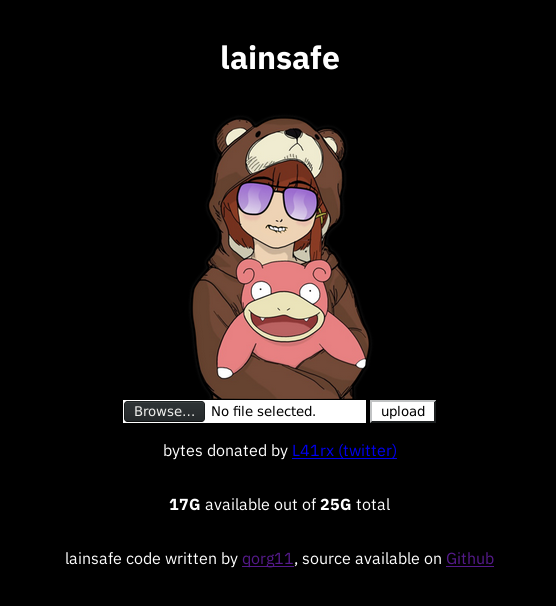 lainsafe
Browse... No file selected. upload
bytes donated by L41rx (twitter)
17G available out of 25G total
lainsafe code written by qorg11, source available on Github